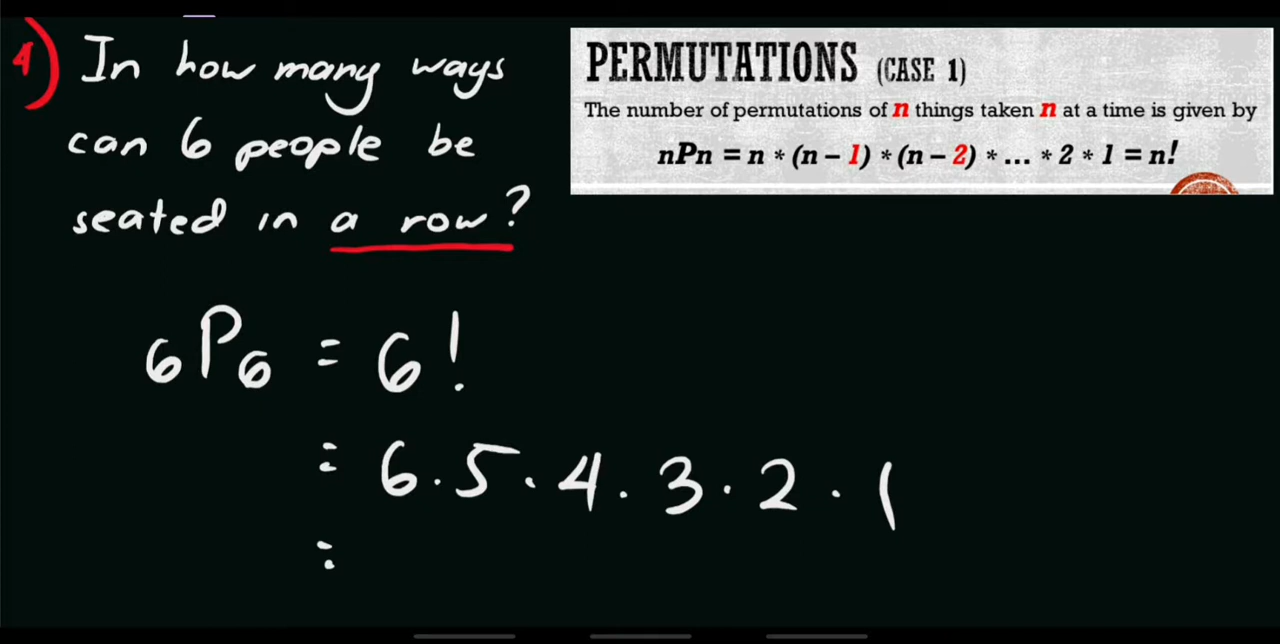 4) In how many ways
can 6 people be
seated in a row?
PERMUTATIONS (CASE 1)
The number of permutations of n things taken n at a time is given by
nPn = n * (n – 1) * (n – 2) * ... * 2 * 1 = n!
6P6 = 6!
= 6 . 5 . 4 . 3 . 2 . 1
=